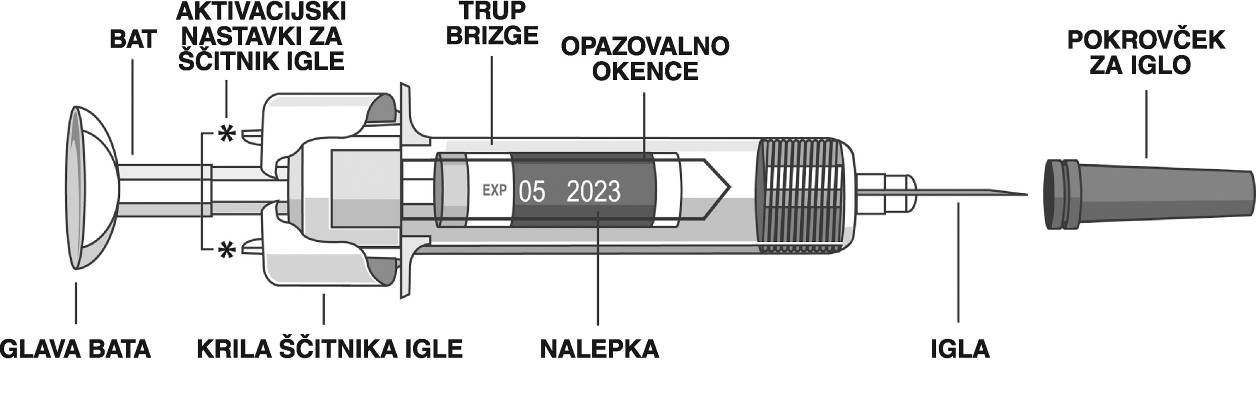 BAT
AKTIVACIJSKI
NASTAVKI ZA
ŠČITNIK IGLE
TRUP
BRIZGE
OPAZOVALNO
OKENCE
POKROVČEK
ZA IGLO
*
EXP 05 2023
*
GLAVA BATA
KRILA ŠČITNIKA IGLE
NALEPKA
IGLA